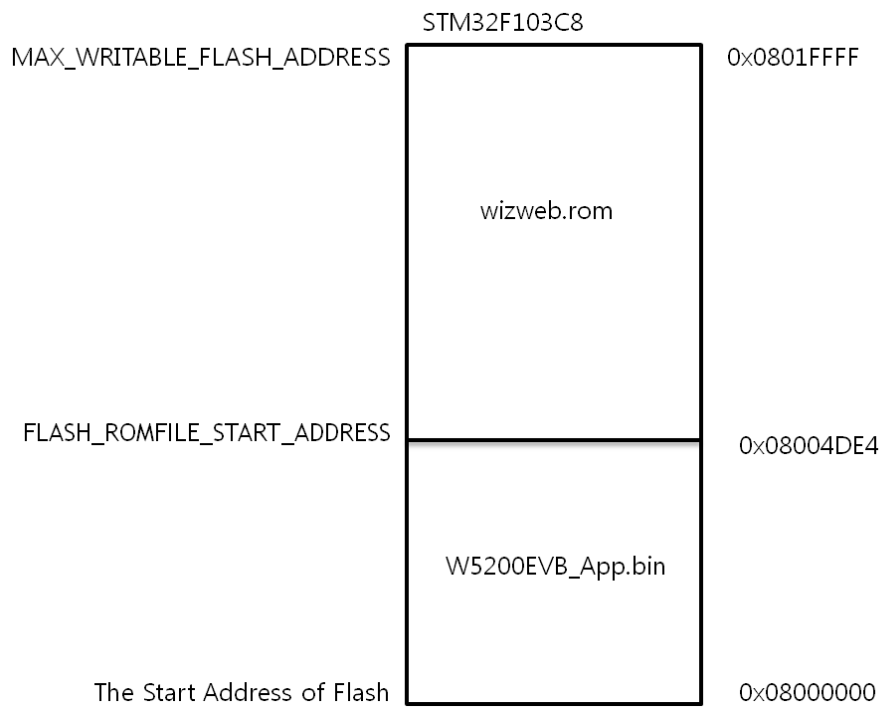 STM32F103C8
MAX_WRITABLE_FLASH_ADDRESS
0x0801FFFF
wizweb.rom
FLASH_ROMFILE_START_ADDRESS
0x08004DE4
W5200EVB_App.bin
The Start Address of Flash
0x08000000